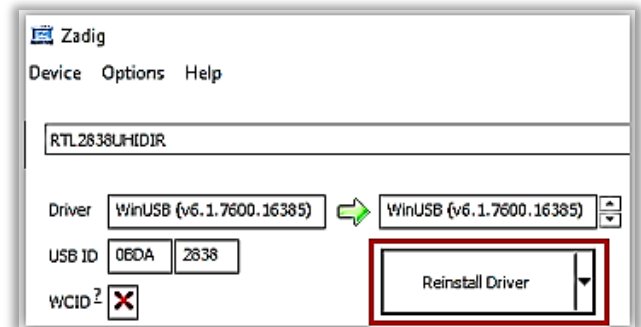 Zadig
Device Options Help
RTL2838UHIDIR
Driver WinUSB (v6.1.7600.16385) WinUSB (v6.1.7600.16385)
USB ID 0BDA 2838
Reinstall Driver
WCID ?